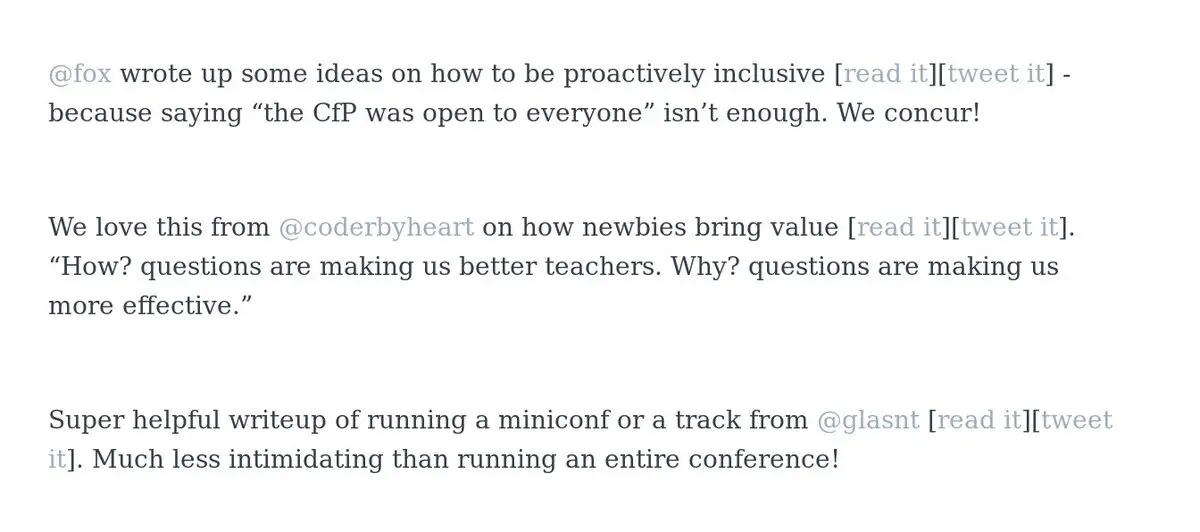 @fox wrote up some ideas on how to be proactively inclusive [read it][tweet it] -
because saying “the CfP was open to everyone” isn’t enough. We concur!
We love this from @coderbyheart on how newbies bring value [read it][tweet it].
“How? questions are making us better teachers. Why? questions are making us
more effective.”
Super helpful writeup of running a miniconf or a track from @glasnt [read it][tweet
it]. Much less intimidating than running an entire conference!